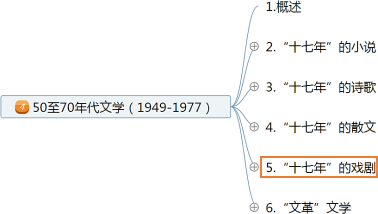 1.概述
2.“十七年”的小说
3.“十七年”的诗歌
50至70年代文学（1949-1977）
4.“十七年”的散文
5.“十七年”的戏剧
6.“文革”文学